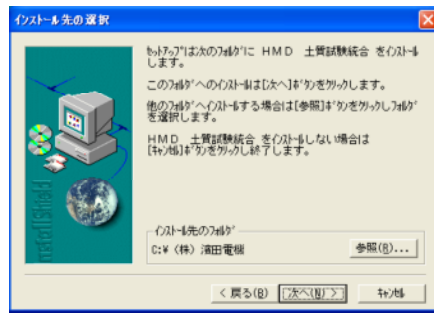 インストール先の選択
ｾｯﾄｱｯﾌﾟは次のﾌｫﾙﾀﾞに ＨＭＤ 土質試験統合 をｲﾝｽﾄｰﾙ
します。
このﾌｫﾙﾀﾞへのｲﾝｽﾄｰﾙは[次へ]ﾎﾞﾀﾝをｸﾘｯｸします。
他のﾌｫﾙﾀﾞへｲﾝｽﾄｰﾙする場合は[参照]ﾎﾞﾀﾝをｸﾘｯｸしﾌｫﾙﾀﾞ
を選択します。
ＨＭＤ 土質試験統合 をｲﾝｽﾄｰﾙしない場合は
[ｷｬﾝｾﾙ]ﾎﾞﾀﾝをｸﾘｯｸし終了します。
InstallShield
ｲﾝｽﾄｰﾙ先のﾌｫﾙﾀﾞ
C:¥（株）濱田電機
参照(R)...
< 戻る(B)
次へ(N) >
ｷｬﾝｾﾙ